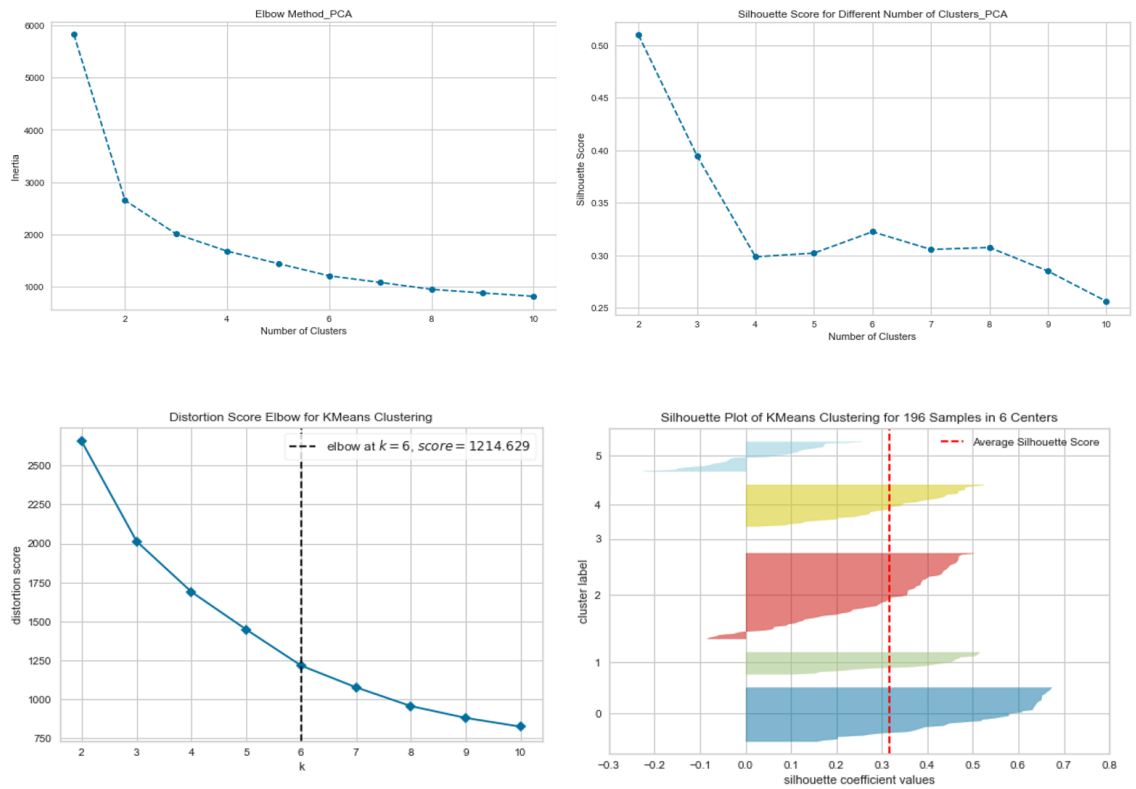 Elbow Method_PCA
6000
5000
4000
3000
2000
1000
Inertia
2 4 6 8 10
Number of Clusters
Silhouette Score for Different Number of Clusters_PCA
0.50
0.45
0.40
0.35
0.30
0.25
Silhouette Score
2 3 4 5 6 7 8 9 10
Number of Clusters
Distortion Score Elbow for KMeans Clustering
elbow at k = 6, score = 1214.629
2500
2250
2000
1750
1500
1250
1000
750
distortion score
2 3 4 5 6 7 8 9 10
k
Silhouette Plot of KMeans Clustering for 196 Samples in 6 Centers
Average Silhouette Score
5
4
3
2
1
0
cluster label
−0.3 −0.2 −0.1 0.0 0.1 0.2 0.3 0.4 0.5 0.6 0.7 0.8
silhouette coefficient values